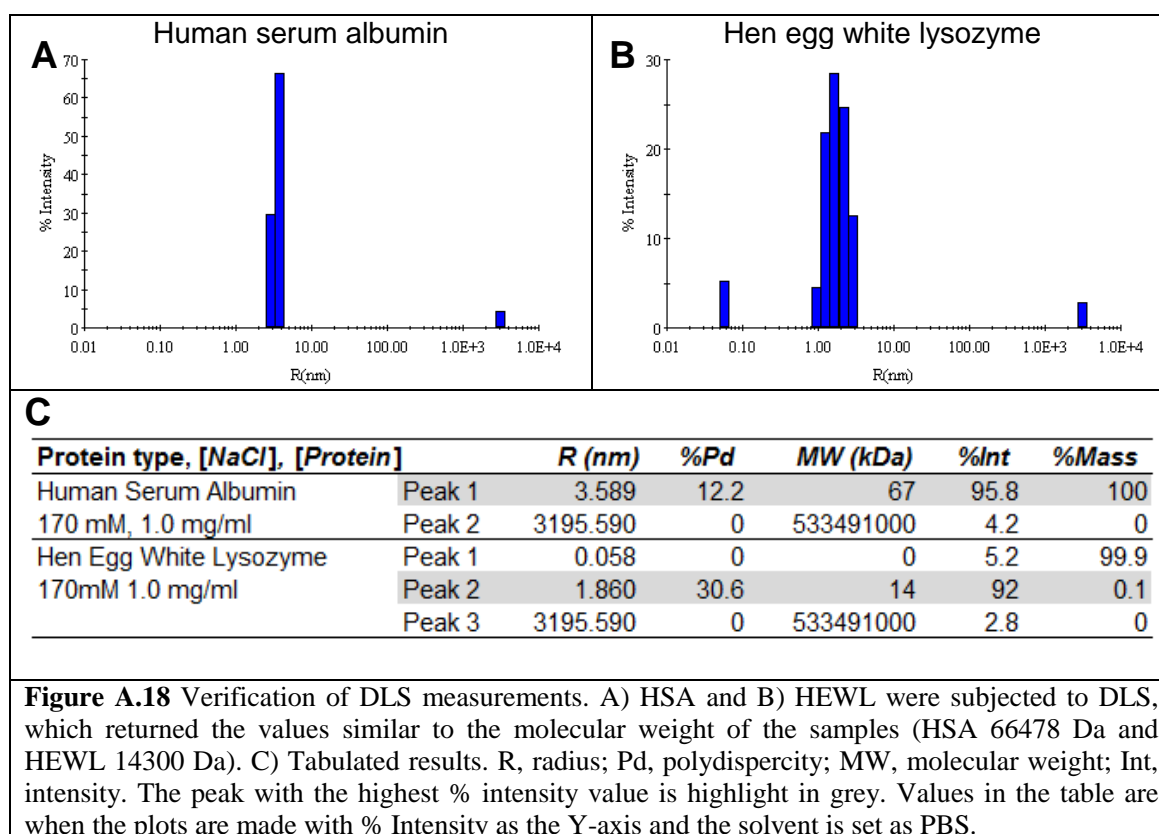 A
Human serum albumin
70
60
50
40
30
20
10
0
% Intensity
0.01 0.10 1.00 10.00 100.00 1.0E+3 1.0E+4
R(nm)
B
Hen egg white lysozyme
30
20
10
0
% Intensity
0.01 0.10 1.00 10.00 100.00 1.0E+3 1.0E+4
R(nm)
C
Protein type, [NaCl], [Protein] R (nm) %Pd MW (kDa) %Int %Mass
Human Serum Albumin Peak 1 3.589 12.2 67 95.8 100
170 mM, 1.0 mg/ml Peak 2 3195.590 0 533491000 4.2 0
Hen Egg White Lysozyme Peak 1 0.058 0 0 5.2 99.9
170mM 1.0 mg/ml Peak 2 1.860 30.6 14 92 0.1
Peak 3 3195.590 0 533491000 2.8 0
Figure A.18 Verification of DLS measurements. A) HSA and B) HEWL were subjected to DLS,
which returned the values similar to the molecular weight of the samples (HSA 66478 Da and
HEWL 14300 Da). C) Tabulated results. R, radius; Pd, polydispercity; MW, molecular weight; Int,
intensity. The peak with the highest % intensity value is highlight in grey. Values in the table are
when the plots are made with % Intensity as the Y-axis and the solvent is set as PBS.